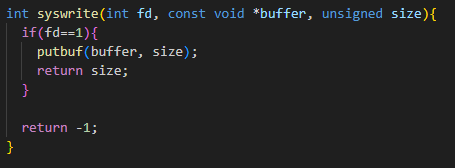 int syswrite(int fd, const void *buffer, unsigned size){
  if(fd==1){
    putbuf(buffer, size);
    return size;
  }

  return -1;
}